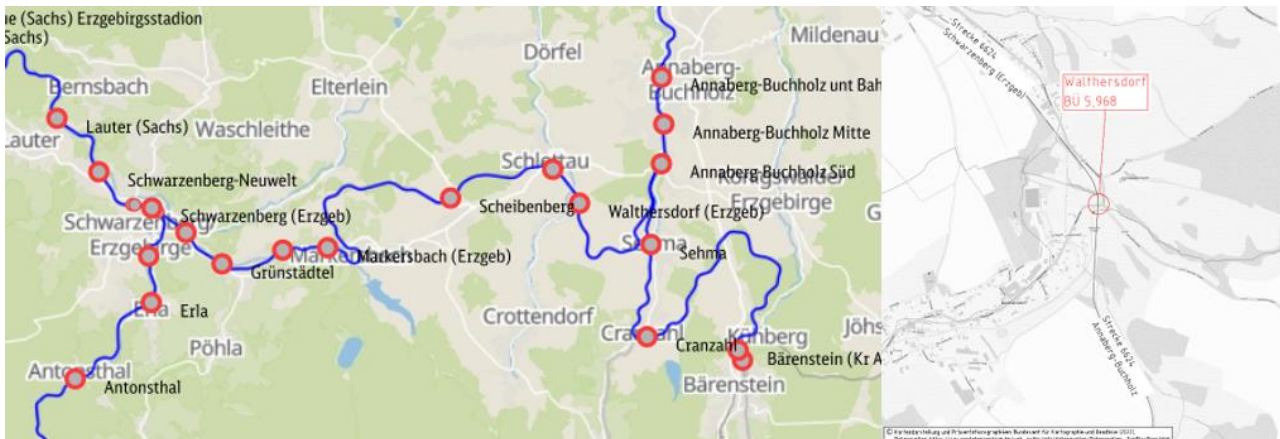 ne (Sachs) Erzgebirgsstadion
Sachs)
Bernsbach
Lauter
Lauter (Sachs)
Waschleithe
Elterlein
Dörfel
Mildenau
Annaberg-
Buchholz
Annaberg-Buchholz unt Bah
Annaberg-Buchholz Mitte
Annaberg-Buchholz Süd
Königswalder
Erzgebirge
Schlettau
Schwarzenberg-Neuwelt
Schwarzenberg (Erzgeb)
Schwarzenberg/
Erzgebirge
Scheibenberg
Walthersdorf (Erzgeb)
Sehma
Sehma
Markersbach (Erzgeb)
Grünstädtel
Erla
Erla
Crottendorf
Pöhla
Cranzahl
Cranzahl
Kühberg
Jöhs
Bärenstein (Kr A
Bärenstein
Antonsthal
Antonsthal
Strecke 6624
Schwarzenberg (Erzgeb)
Walthersdorf
BÜ 5,968
Strecke 6624
Annaberg-Buchholz